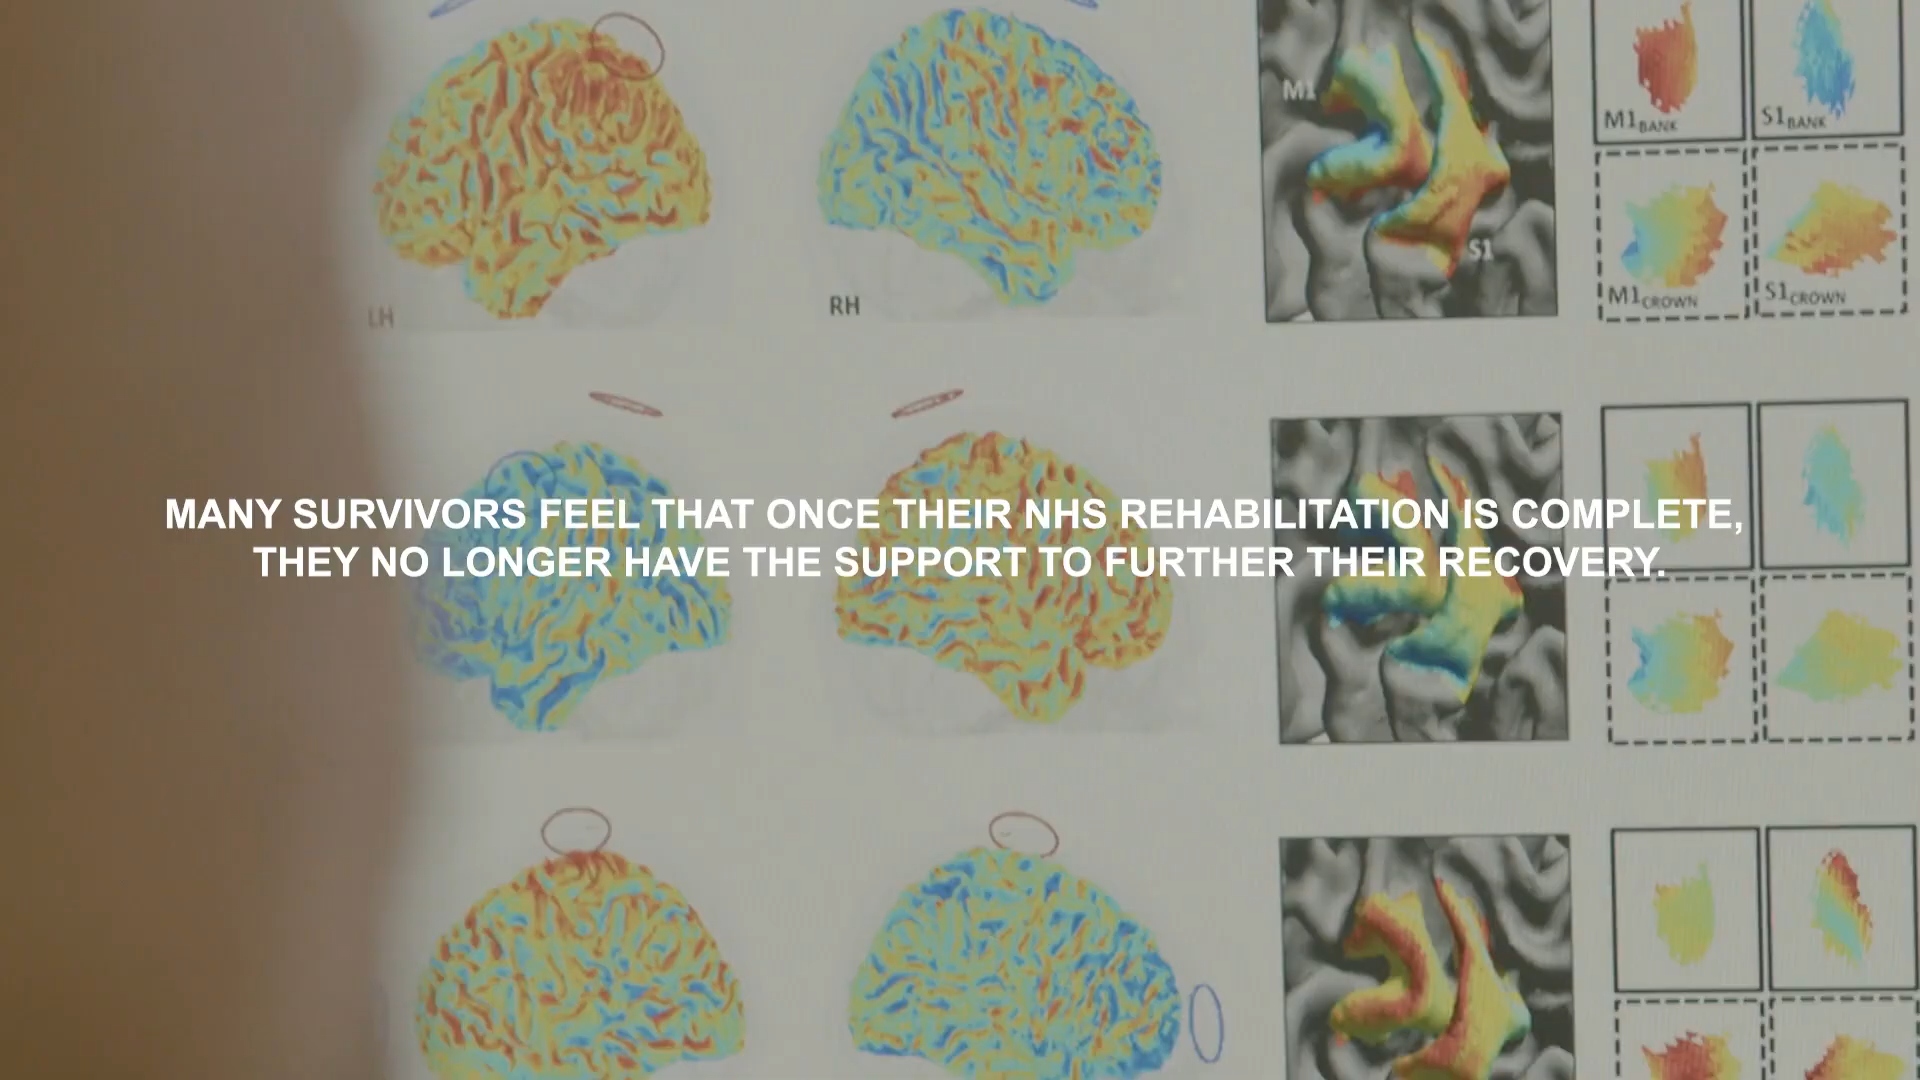 M1
S1
M1BANK
S1BANK
M1CROWN
S1CROWN
LH
RH
MANY SURVIVORS FEEL THAT ONCE THEIR NHS REHABILITATION IS COMPLETE,
THEY NO LONGER HAVE THE SUPPORT TO FURTHER THEIR RECOVERY.